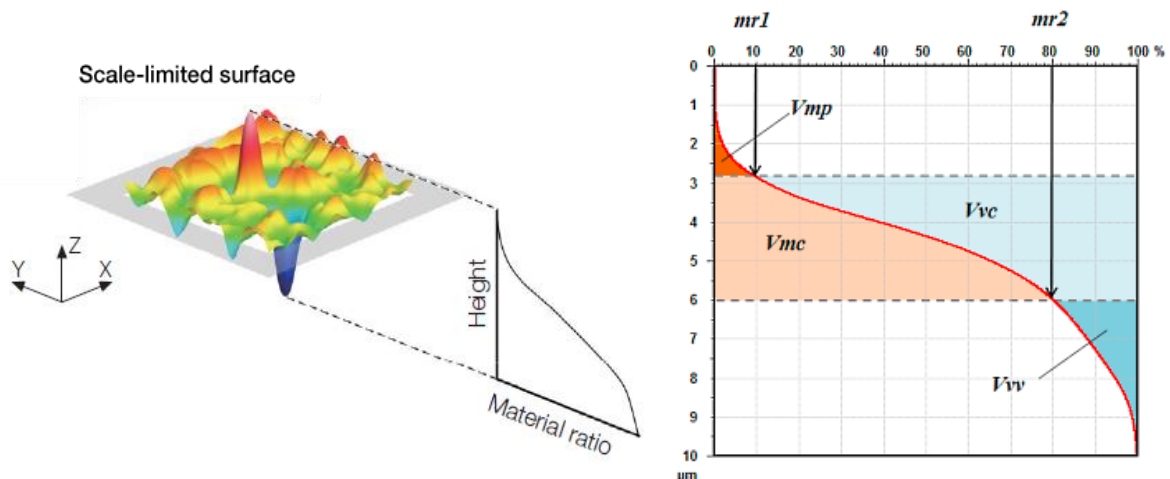 Scale-limited surface
Z
Y
X
Height
Material ratio
mr1
mr2
0 10 20 30 40 50 60 70 80 90 100 %
0
1
2
3
4
5
6
7
8
9
10
µm
Vmp
Vvc
Vmc
Vvv